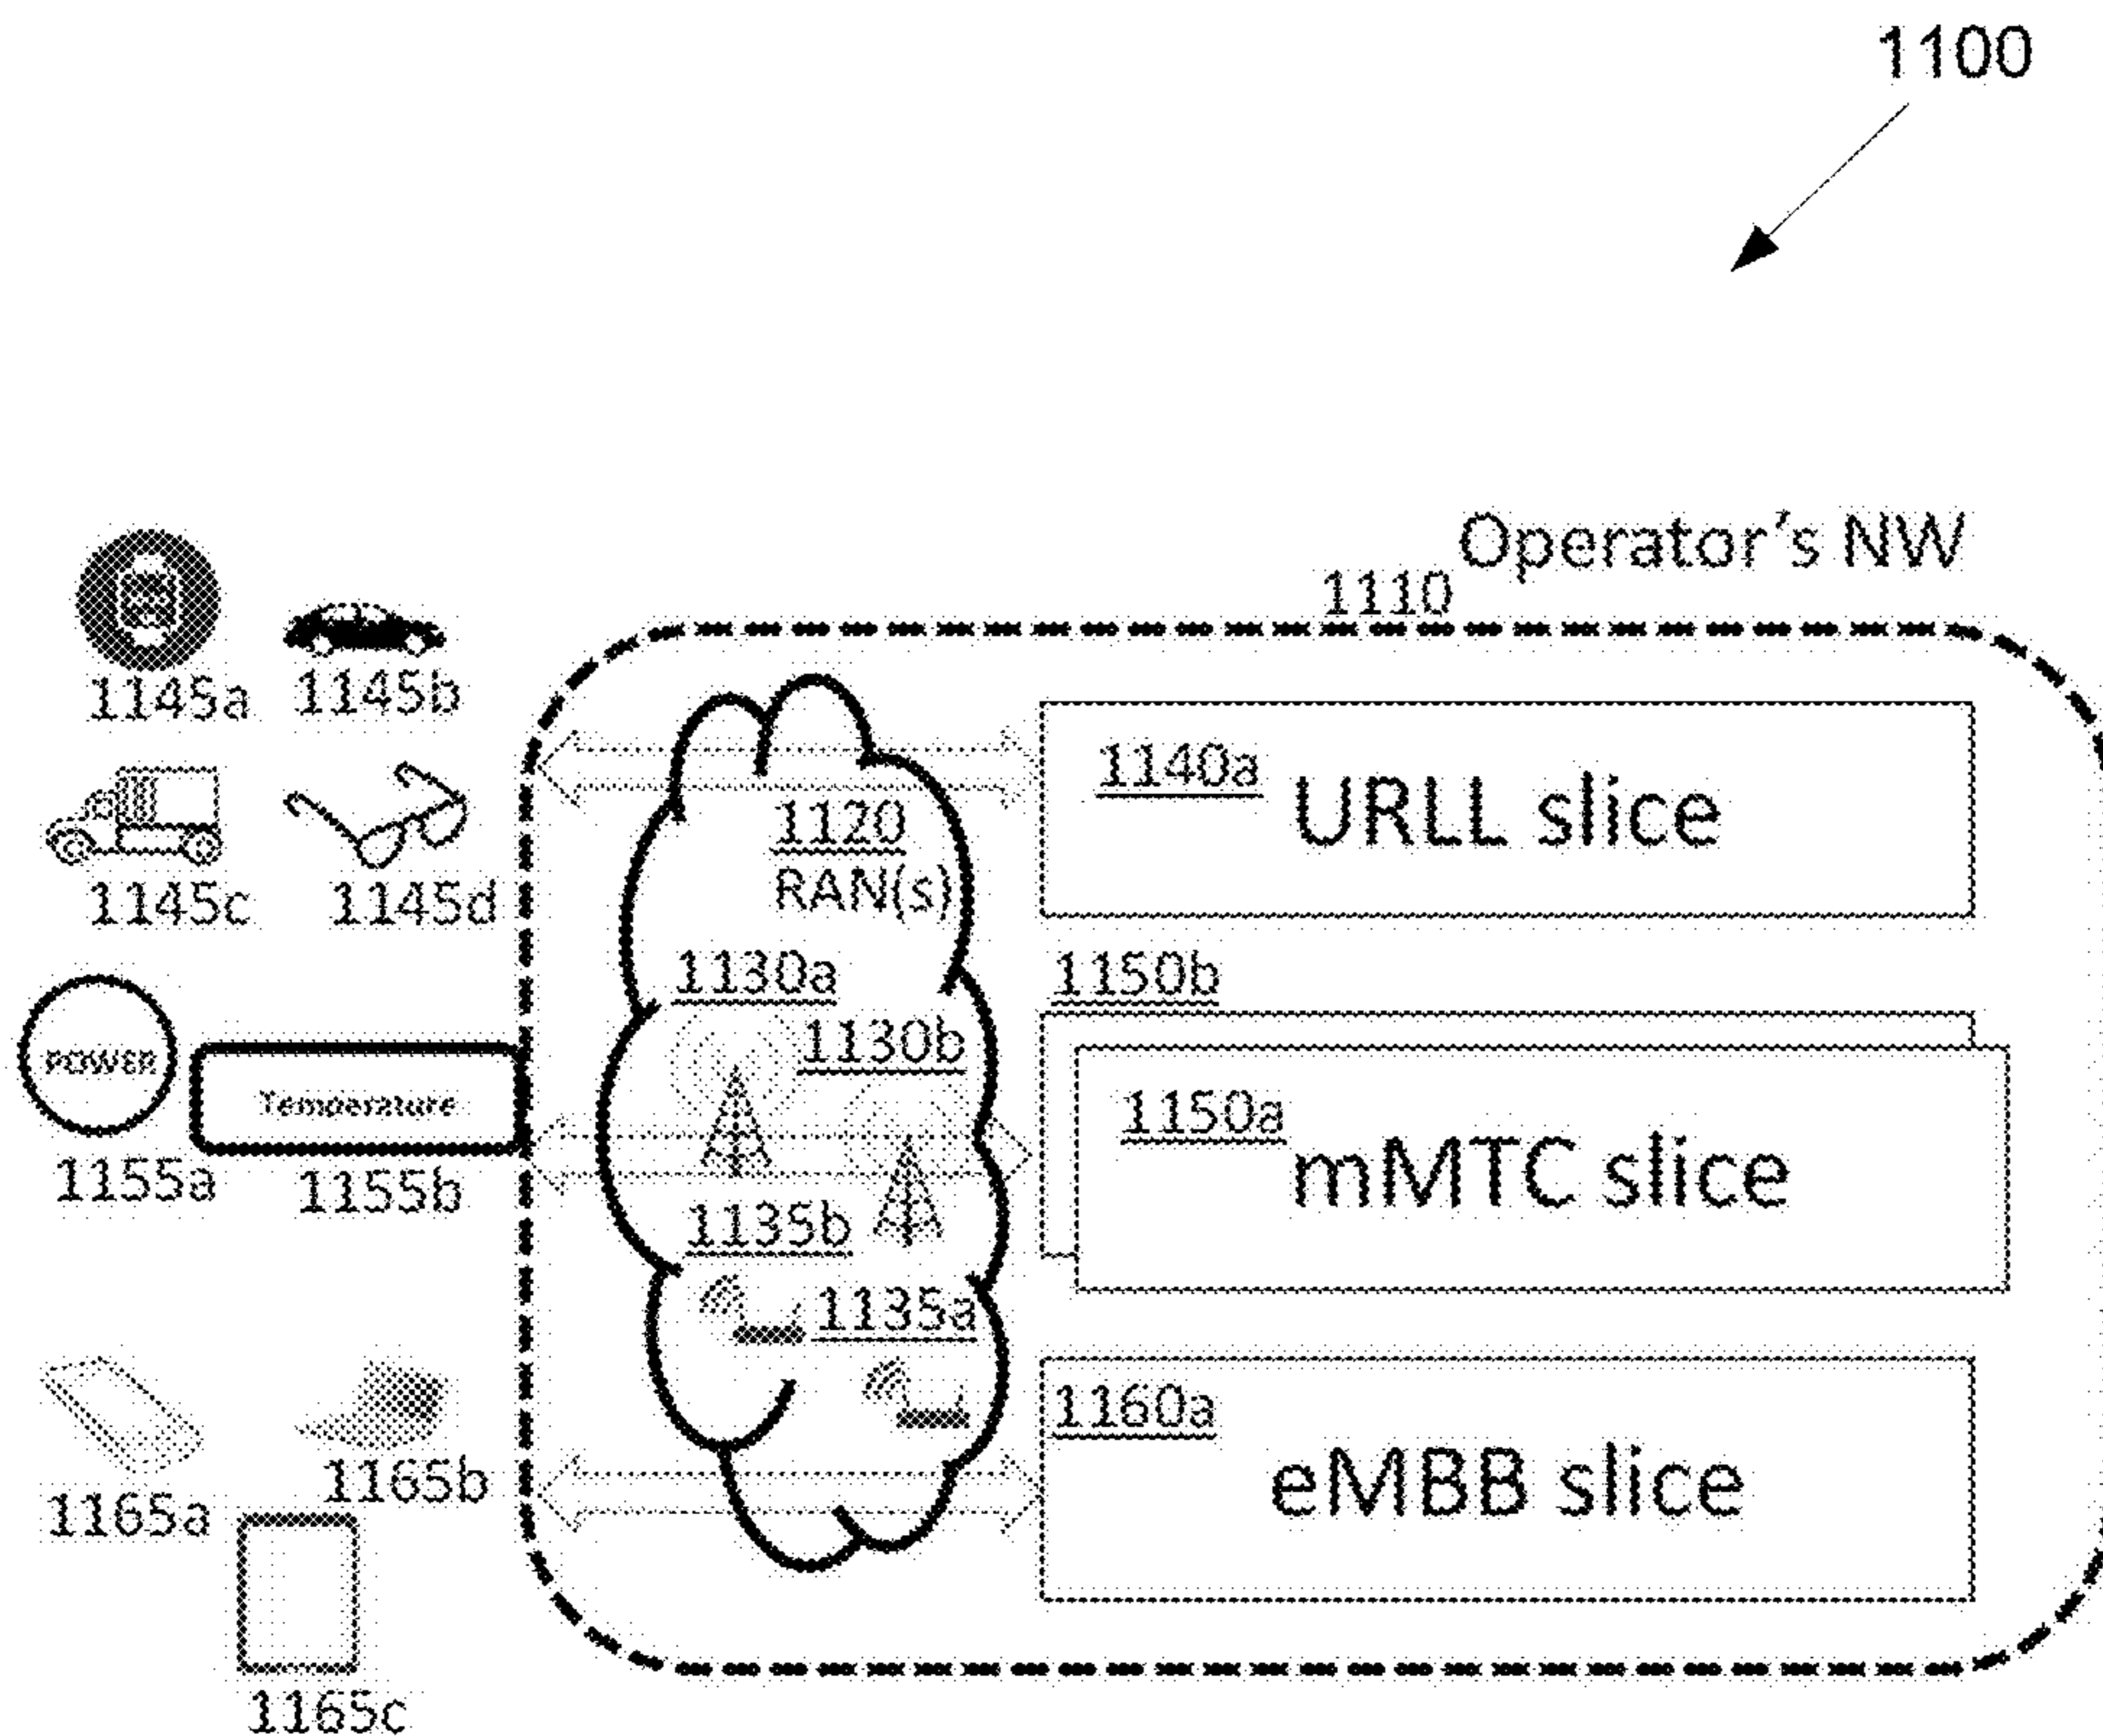 1100
Operator's NW
1110
1145a
1145b
1145c
1145d
1140a
URLL slice
1120
RAN(s)
1130a
1130b
1150b
1150a
mMTC slice
POWER
Temperature
1155a
1155b
1135b
1135a
1160a
eMBB slice
1165a
1165b
1165c